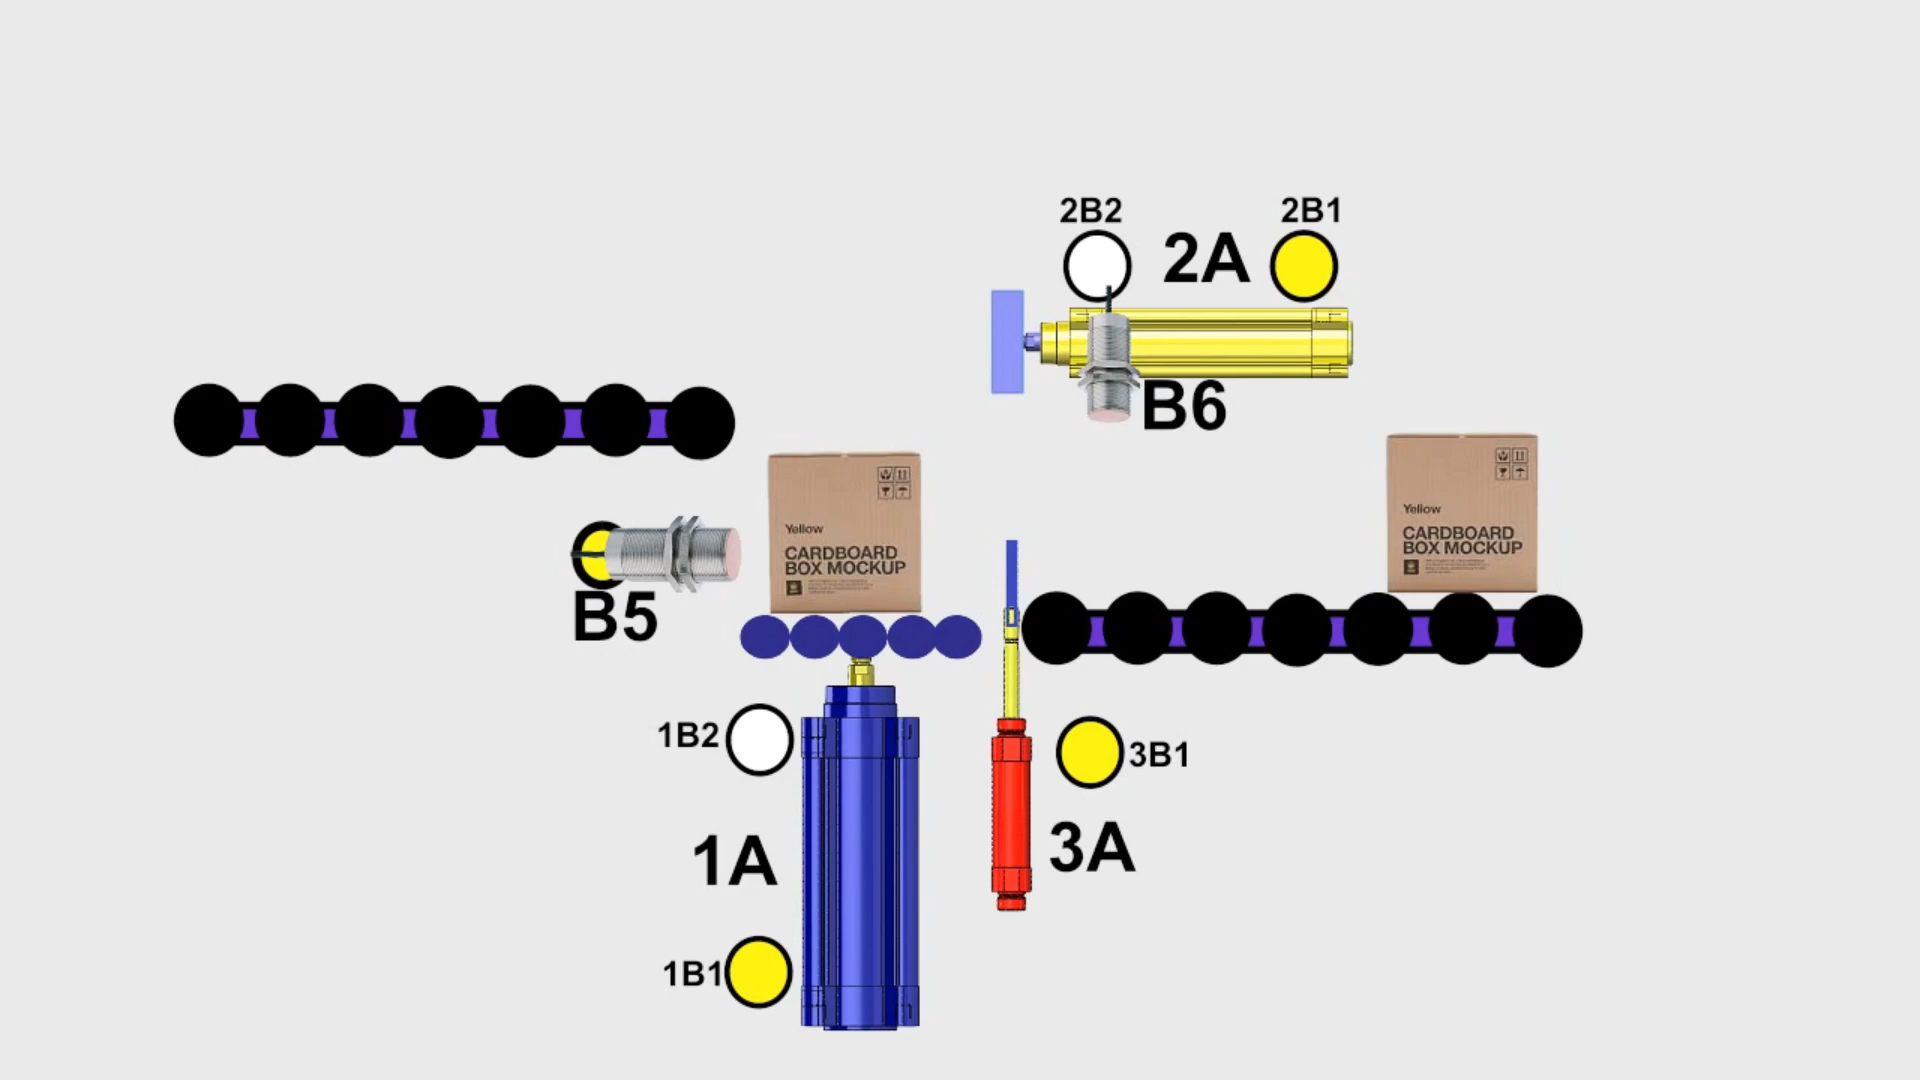 2B2
2B1
2A
B6
Yellow
CARDBOARD
BOX MOCKUP
Yellow
CARDBOARD
BOX MOCKUP
B5
1B2
3B1
1A
3A
1B1